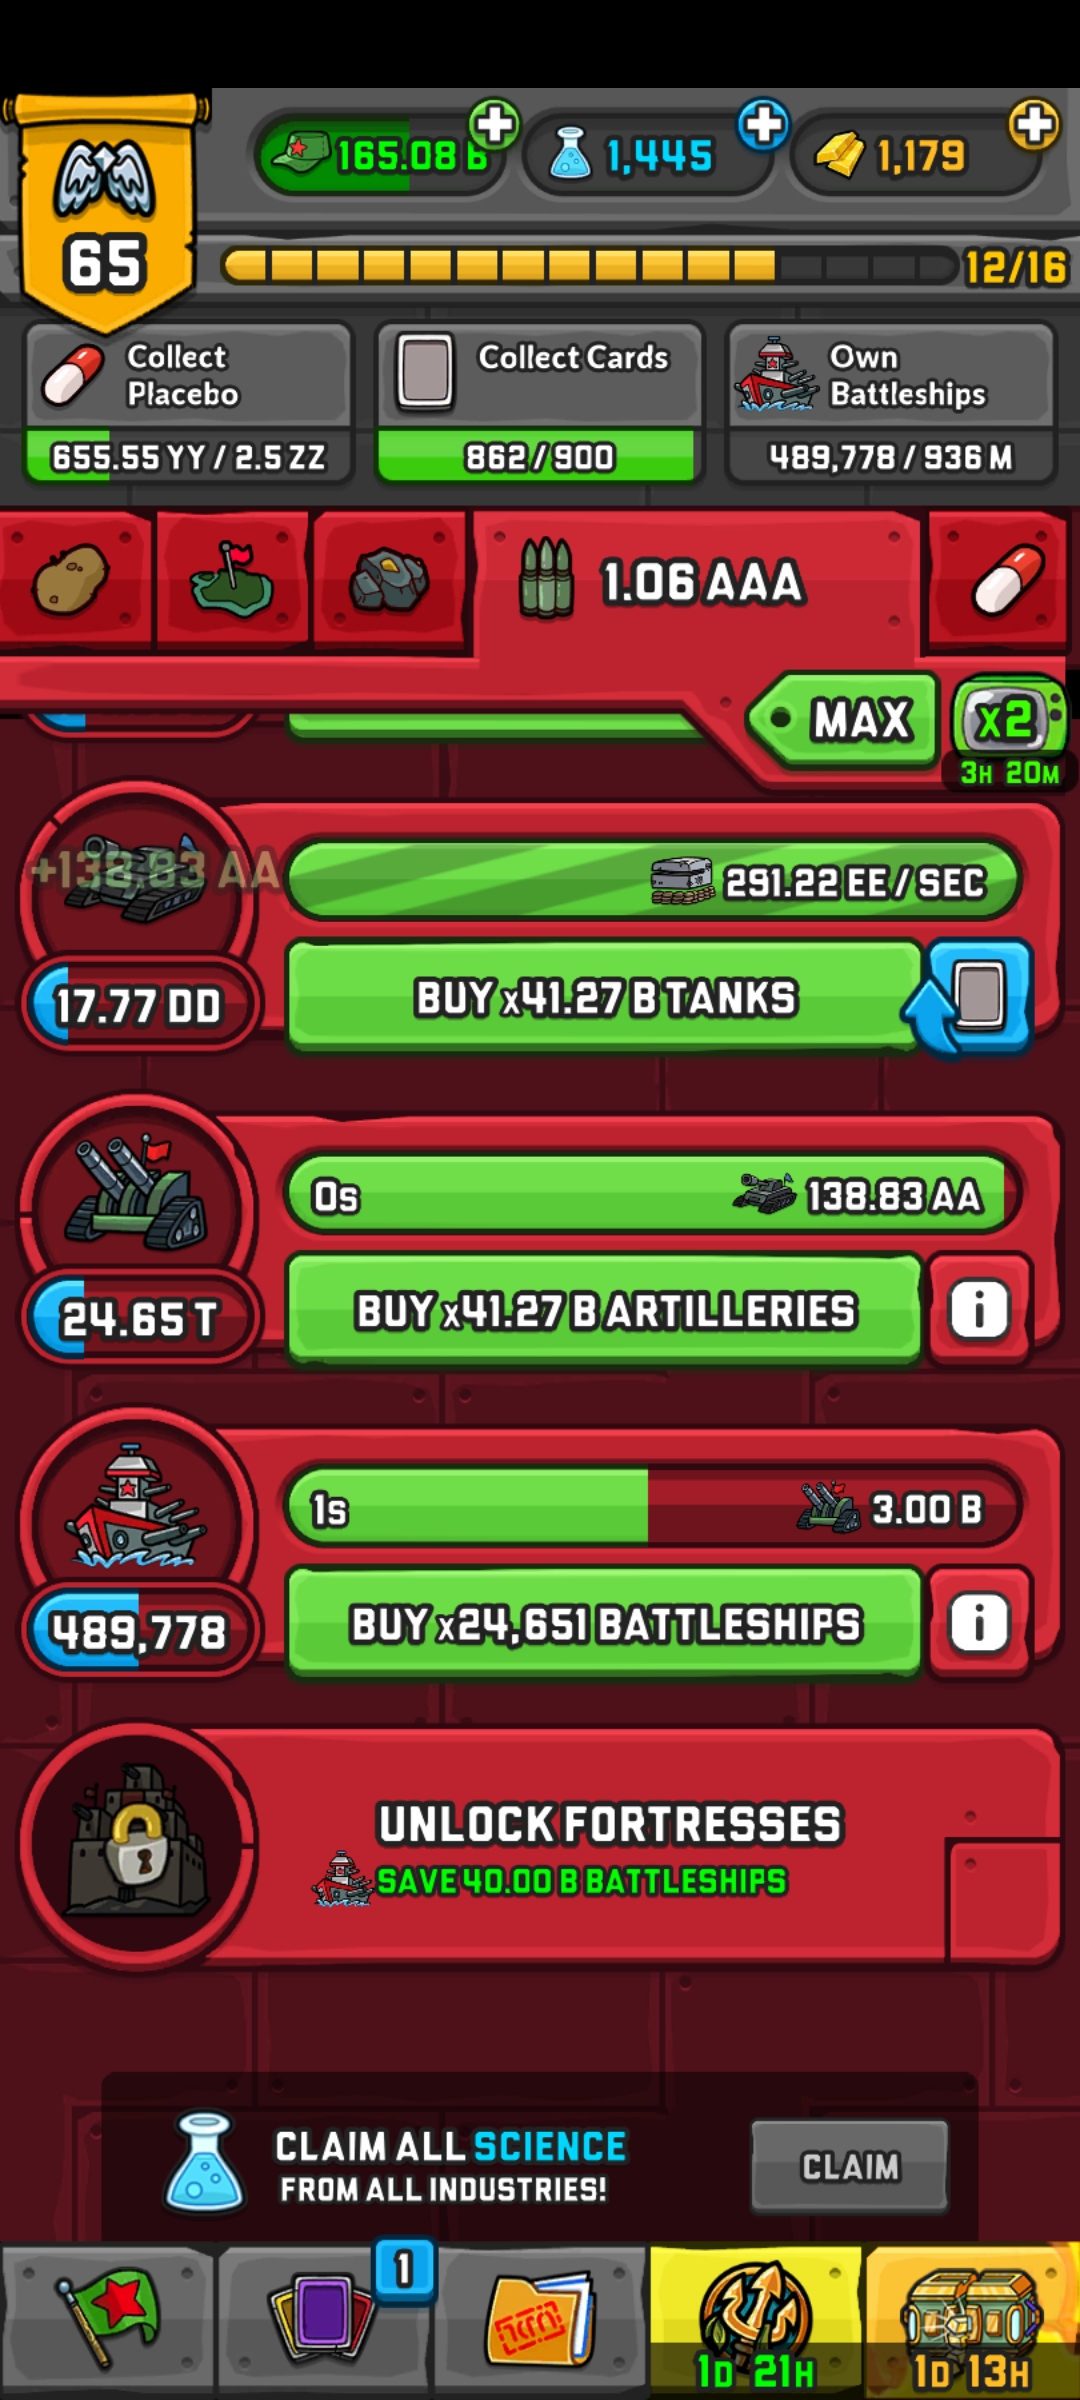 165.08 B
1,445
1,179
65
12/16
Collect
Placebo
655.55 YY / 2.5 ZZ
Collect Cards
862/900
Own
Battleships
489,778 / 936 M
1.06 AAA
MAX
x2
3H 20M
+138.83 AA
291.22 EE / SEC
17.77 DD
BUY x41.27 B TANKS
0s
138.83 AA
24.65 T
BUY x41.27 B ARTILLERIES
i
1s
3.00 B
489,778
BUY x24,651 BATTLESHIPS
i
UNLOCK FORTRESSES
SAVE 40.00 B BATTLESHIPS
CLAIM ALL SCIENCE
FROM ALL INDUSTRIES!
CLAIM
1
1D 21H
1D 13H